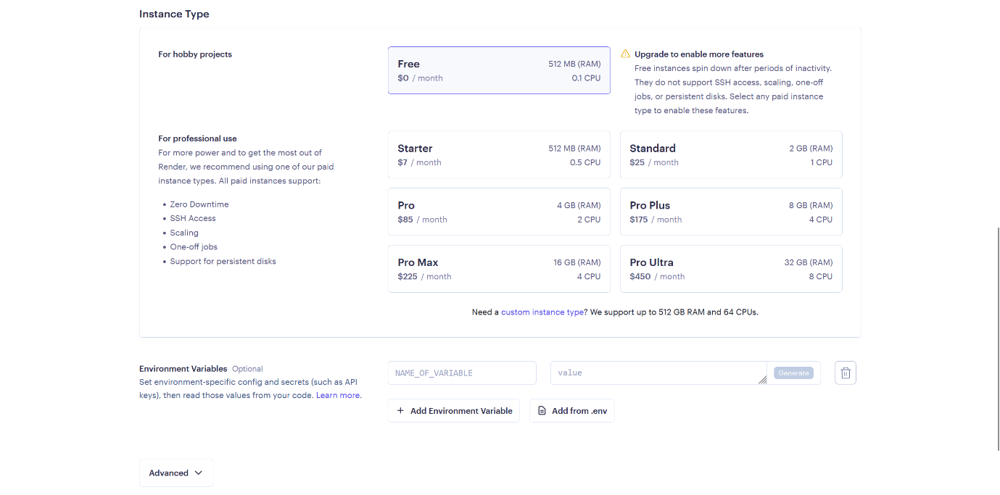 Instance Type
For hobby projects
Free
512 MB (RAM)
$0 / month
0.1 CPU
Upgrade to enable more features
Free instances spin down after periods of inactivity.
They do not support SSH access, scaling, one-off
jobs, or persistent disks. Select any paid instance
type to enable these features.
For professional use
For more power and to get the most out of
Render, we recommend using one of our paid
instance types. All paid instances support:
Zero Downtime
SSH Access
Scaling
One-off jobs
Support for persistent disks
Starter
512 MB (RAM)
$7 / month
0.5 CPU
Standard
2 GB (RAM)
$25 / month
1 CPU
Pro
4 GB (RAM)
$85 / month
2 CPU
Pro Plus
8 GB (RAM)
$175 / month
4 CPU
Pro Max
16 GB (RAM)
$225 / month
4 CPU
Pro Ultra
32 GB (RAM)
$450 / month
8 CPU
Need a custom instance type? We support up to 512 GB RAM and 64 CPUs.
Environment Variables Optional
Set environment-specific config and secrets (such as API
keys), then read those values from your code. Learn more.
NAME_OF_VARIABLE
value
Generate
+ Add Environment Variable
Add from .env
Advanced